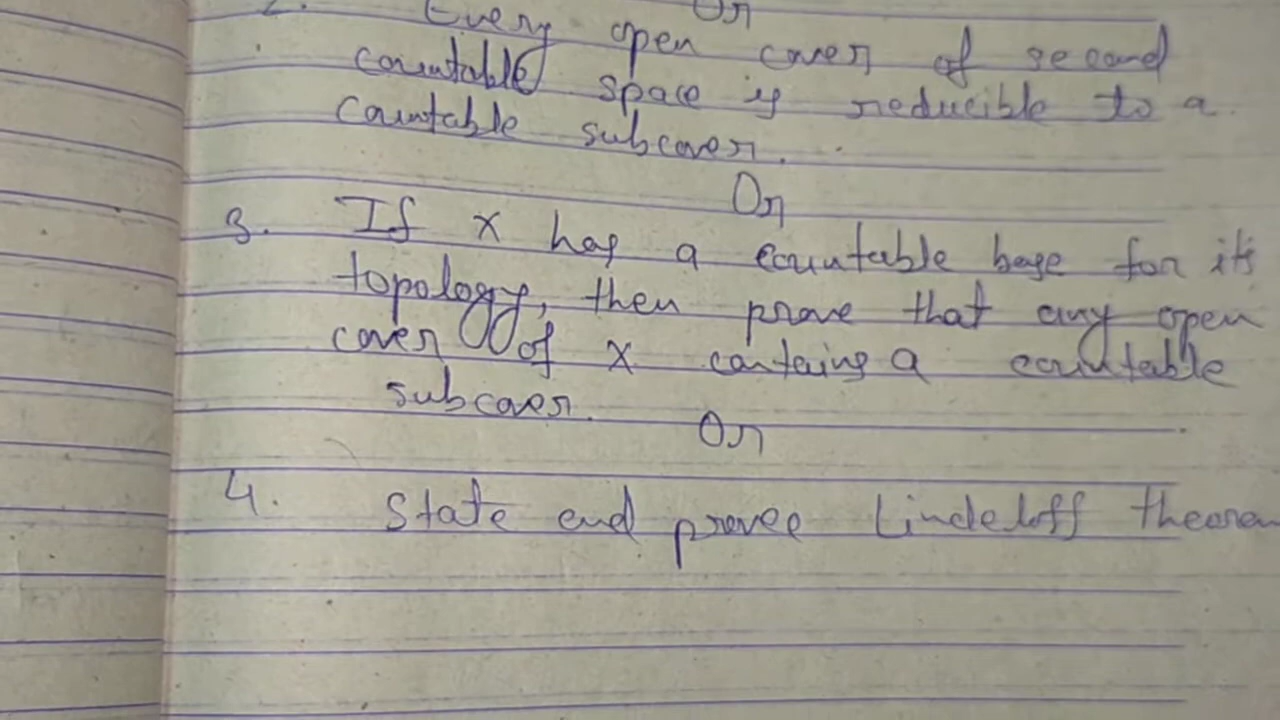 Or
2. Every open cover of second
countable space is reducible to a
countable subcover.
Or
3. If X has a countable base for its
topology, then prove that any open
cover of X contains a countable
subcover.
Or
4. State and provee Lindeloff theorem